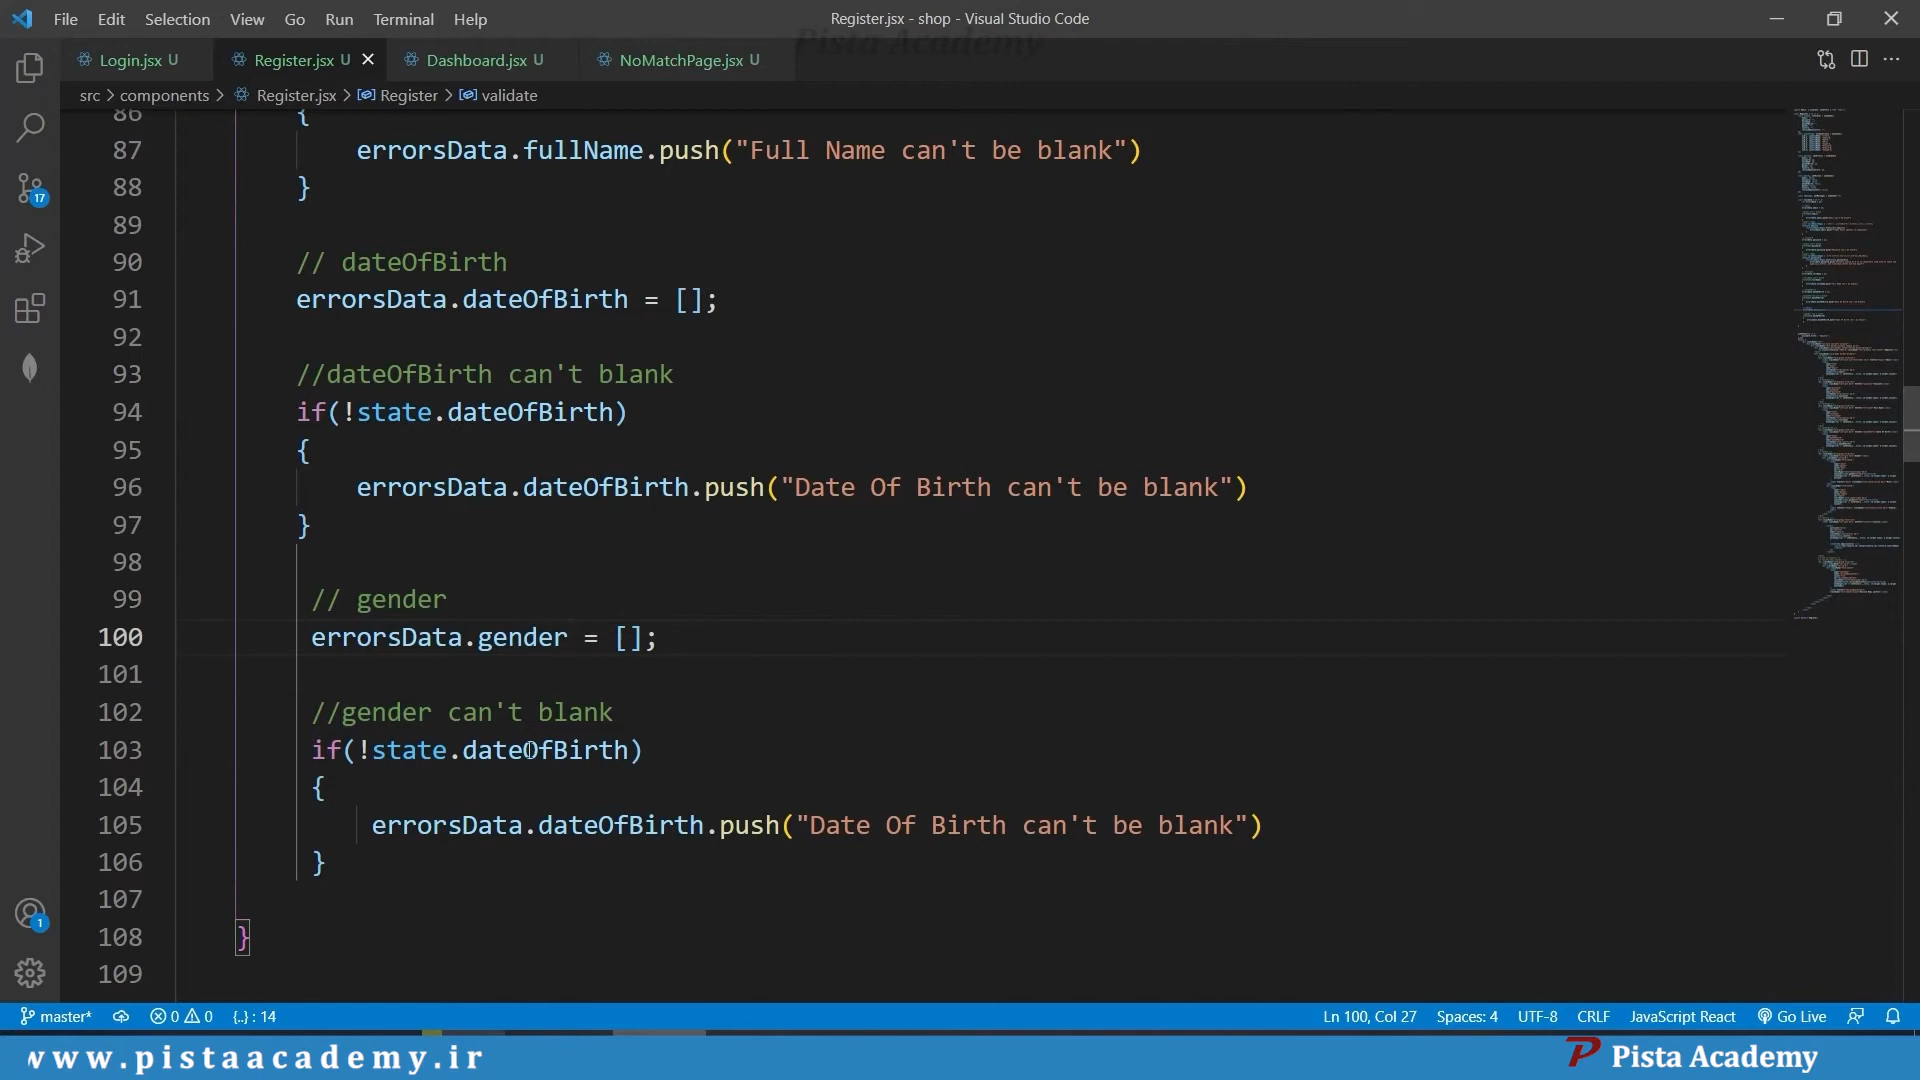 File Edit Selection View Go Run Terminal Help
Register.jsx - shop - Visual Studio Code
Pista Academy
Login.jsx U
Register.jsx U
Dashboard.jsx U
NoMatchPage.jsx U
src > components > Register.jsx > Register > validate
86 {
87 errorsData.fullName.push("Full Name can't be blank")
88 }
89
90 // dateOfBirth
91 errorsData.dateOfBirth = [];
92
93 //dateOfBirth can't blank
94 if(!state.dateOfBirth)
95 {
96 errorsData.dateOfBirth.push("Date Of Birth can't be blank")
97 }
98
99 // gender
100 errorsData.gender = [];
101
102 //gender can't blank
103 if(!state.dateOfBirth)
104 {
105 errorsData.dateOfBirth.push("Date Of Birth can't be blank")
106 }
107
108 }
109
17
1
master* 0 0 {..} : 14
Ln 100, Col 27 Spaces: 4 UTF-8 CRLF JavaScript React Go Live
www.pistaacademy.ir
Pista Academy